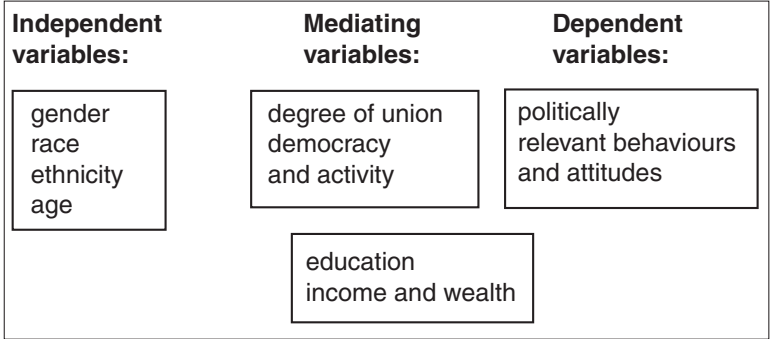 Independent
variables:
Mediating
variables:
Dependent
variables:
gender
race
ethnicity
age
degree of union
democracy
and activity
politically
relevant behaviours
and attitudes
education
income and wealth